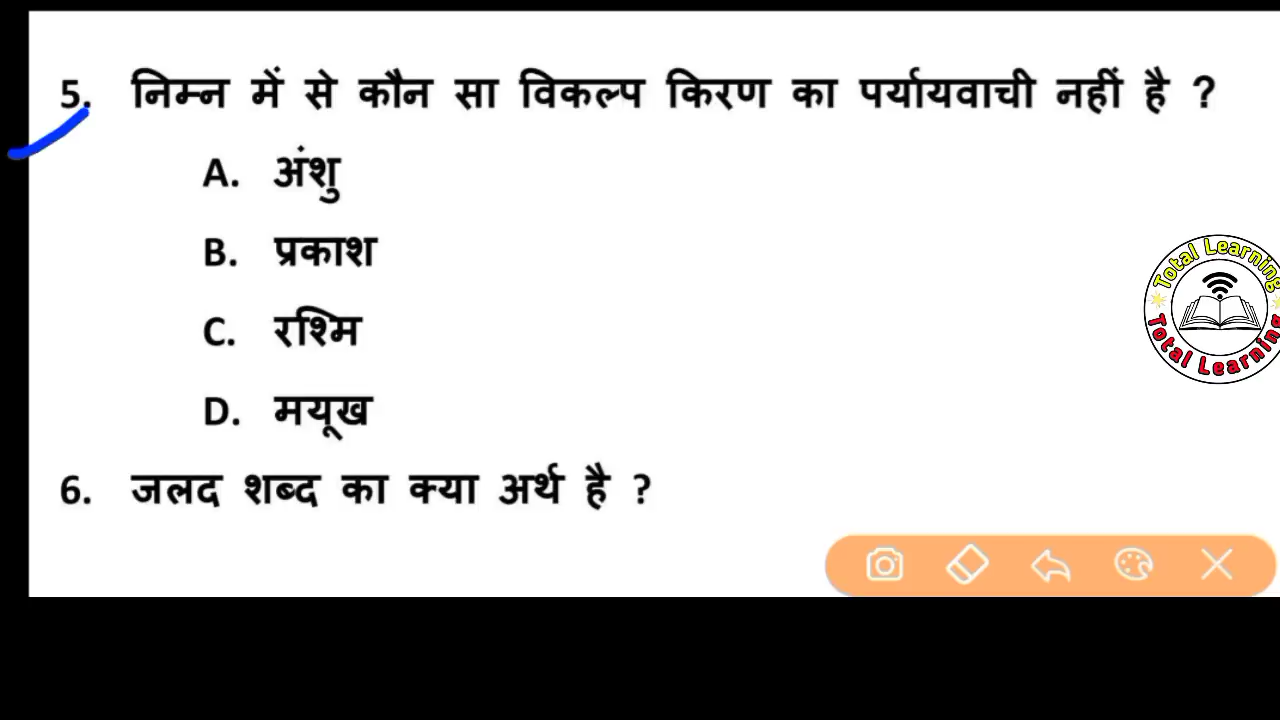 5. निम्न में से कौन सा विकल्प किरण का पर्यायवाची नहीं है ?
A. अंशु
B. प्रकाश
C. रश्मि
D. मयूख
6. जलद शब्द का क्या अर्थ है ?
Total Learning
Total Learning